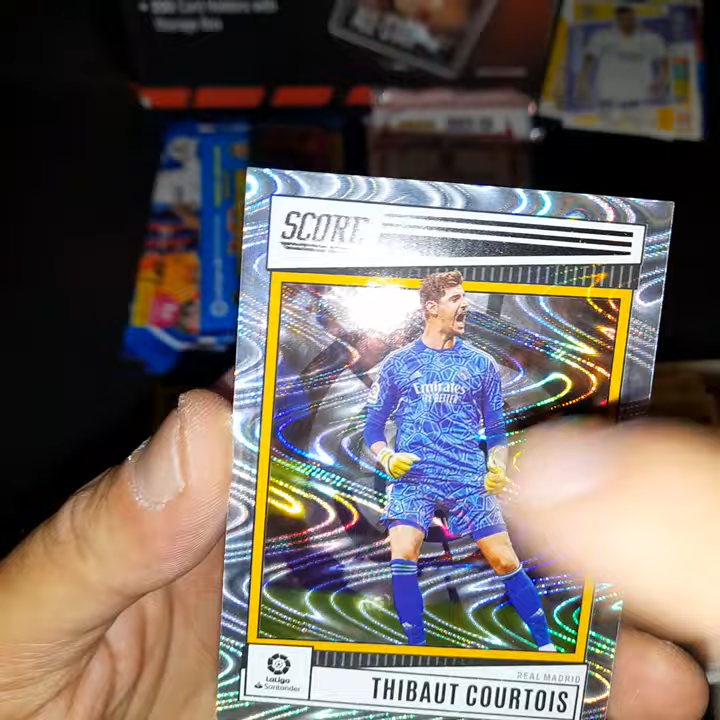 SCORE
Emirates
FLY BETTER
LaLiga
Santander
REAL MADRID
THIBAUT COURTOIS